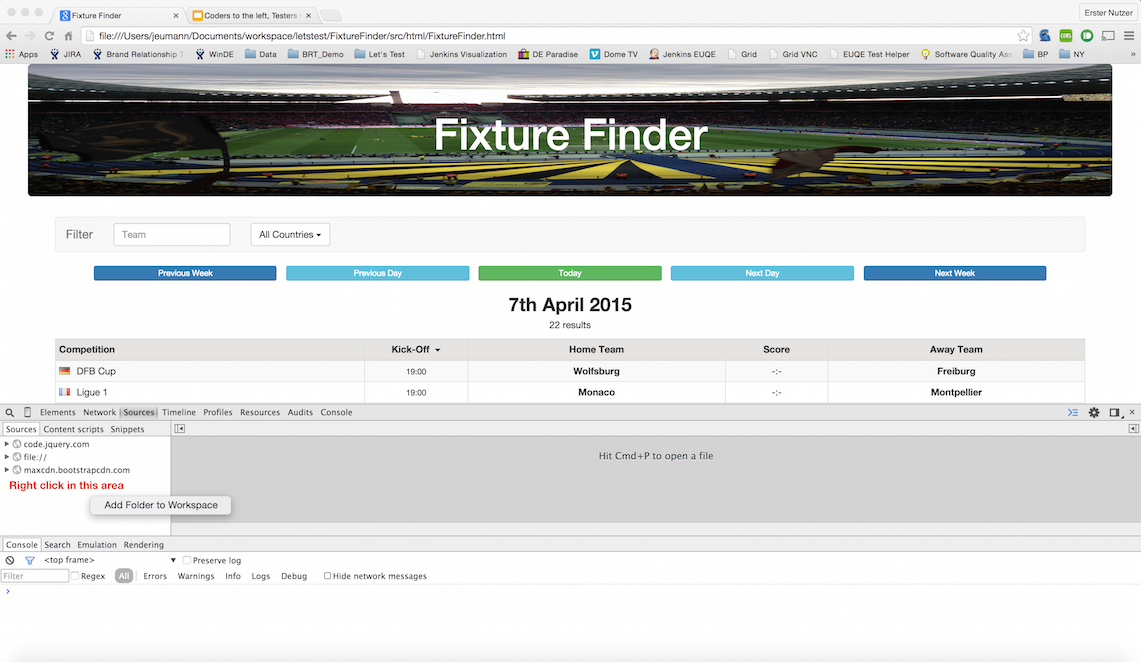 Fixture Finder
Coders to the left, Testers t
Erster Nutzer
file:///Users/jeumann/Documents/workspace/letstest/FixtureFinder/src/html/FixtureFinder.html
Apps JIRA Brand Relationship T WinDE Data BRT_Demo Let's Test Jenkins Visualization DE Paradise Dome TV Jenkins EUQE Grid Grid VNC EUQE Test Helper Software Quality Ass BP NY »
Fixture Finder
Filter Team All Countries
Previous Week Previous Day Today Next Day Next Week
7th April 2015
22 results
Competition Kick-Off Home Team Score Away Team
DFB Cup 19:00 Wolfsburg -:- Freiburg
Ligue 1 19:00 Monaco -:- Montpellier
Elements Network Sources Timeline Profiles Resources Audits Console
Sources Content scripts Snippets
code.jquery.com
file://
maxcdn.bootstrapcdn.com
Right click in this area
Add Folder to Workspace
Hit Cmd+P to open a file
Console Search Emulation Rendering
<top frame> Preserve log
Filter Regex All Errors Warnings Info Logs Debug Hide network messages
>